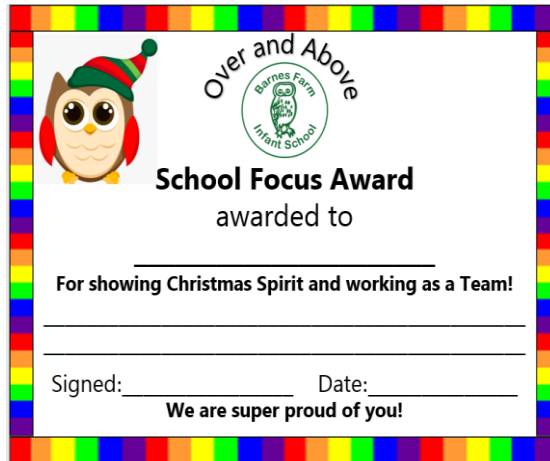 Over and Above
Barnes Farm
Infant School
School Focus Award
awarded to
For showing Christmas Spirit and working as a Team!
Signed:
Date:
We are super proud of you!